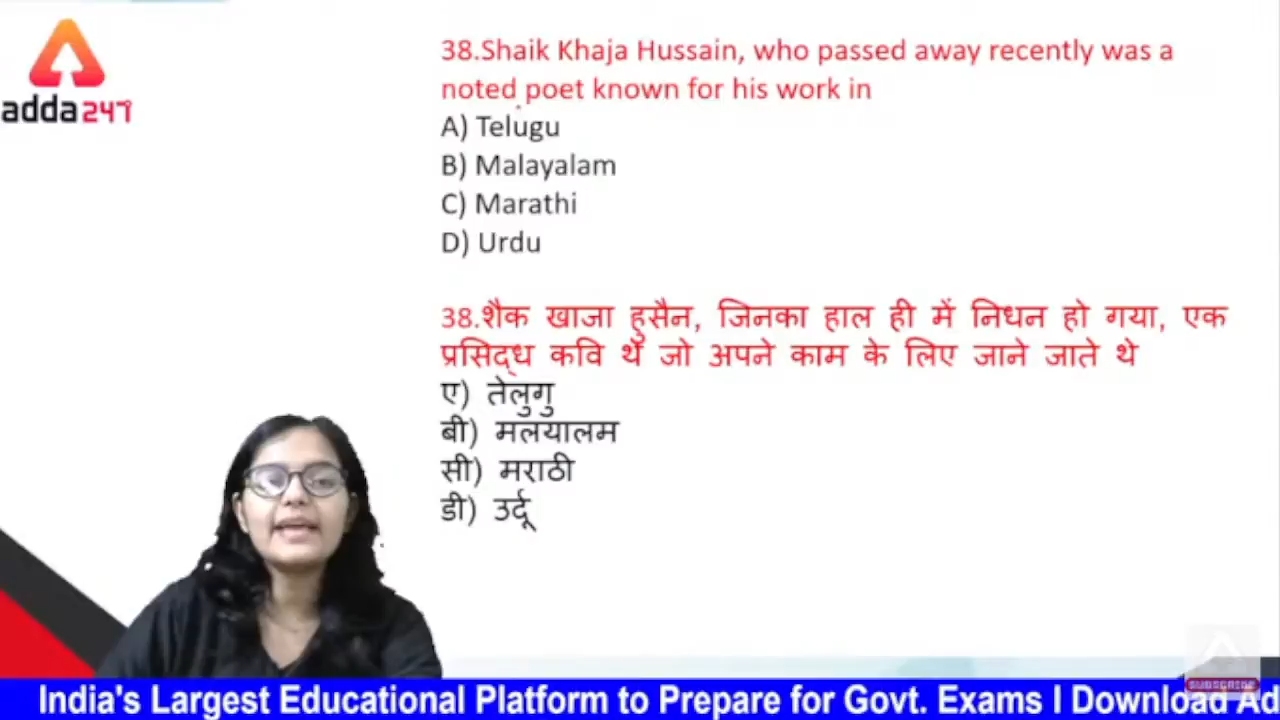 adda247
38.Shaik Khaja Hussain, who passed away recently was a
noted poet known for his work in
A) Telugu
B) Malayalam
C) Marathi
D) Urdu
38.शैक खाजा हुसैन, जिनका हाल ही में निधन हो गया, एक
प्रसिद्ध कवि थे जो अपने काम के लिए जाने जाते थे
ए) तेलुगु
बी) मलयालम
सी) मराठी
डी) उर्दू
SUBSCRIBE
India's Largest Educational Platform to Prepare for Govt. Exams I Download Ad